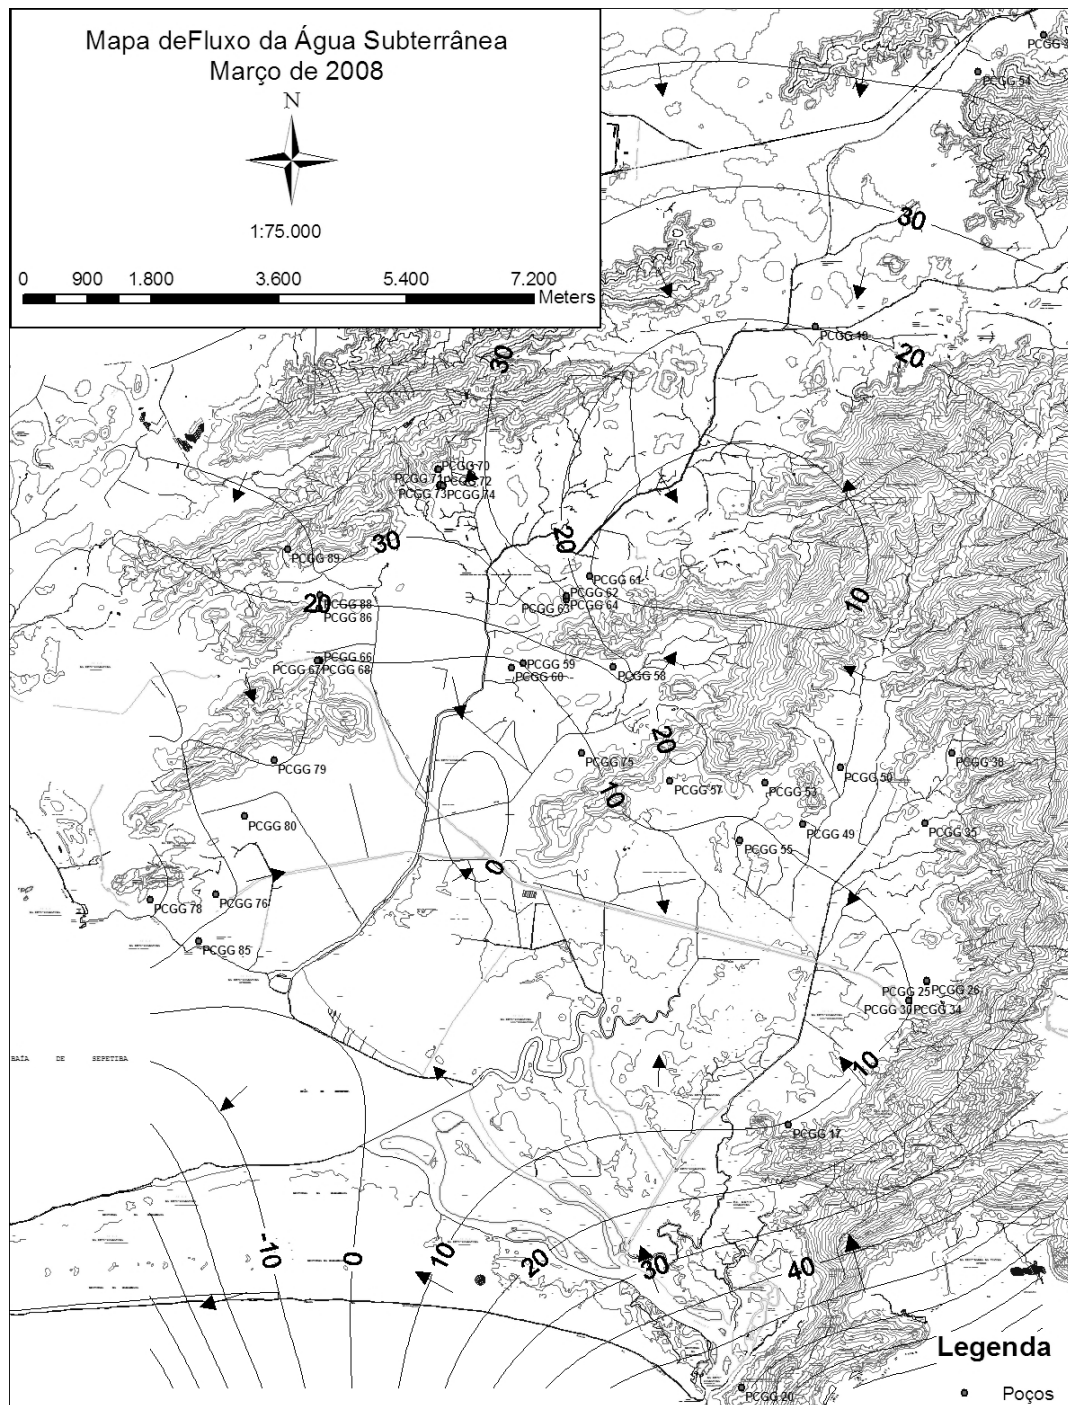 Mapa deFluxo da Água Subterrânea
Março de 2008
N
1:75.000
0 900 1.800 3.600 5.400 7.200
Meters
PCGG 54
30
PCGG 18
20
30
PCGG 70
PCGG 71 PCGG 72
PCGG 73 PCGG 74
20
30
PCGG 89
PCGG 61
PCGG 62
PCGG 63 PCGG 64
10
20
PCGG 88
PCGG 86
PCGG 66
PCGG 67 PCGG 68
PCGG 59
PCGG 60
PCGG 58
20
PCGG 75
PCGG 38
PCGG 79
PCGG 50
PCGG 57
PCGG 53
10
PCGG 80
PCGG 49
PCGG 35
PCGG 55
0
PCGG 76
PCGG 78
PCGG 85
PCGG 25 PCGG 26
PCGG 30 PCGG 34
BAÍA DE SEPETIBA
10
PCGG 17
-10
0
10
20
30
40
Legenda
PCGG 20
Poços